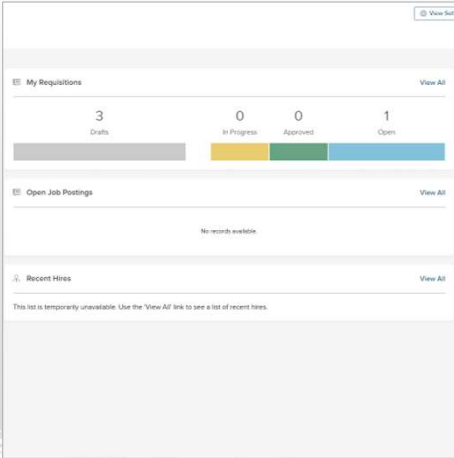 View Set
My Requisitions View All
3 0 0 1
Drafts In Progress Approved Open
Open Job Postings View All
No records available.
Recent Hires View All
This list is temporarily unavailable. Use the 'View All' link to see a list of recent hires.